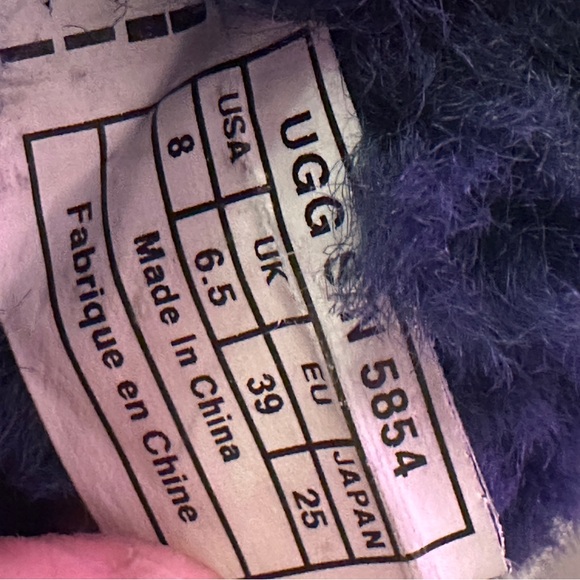 UGG S/N 5854
USA UK EU JAPAN
8 6.5 39 25
Made In China
Fabrique en Chine